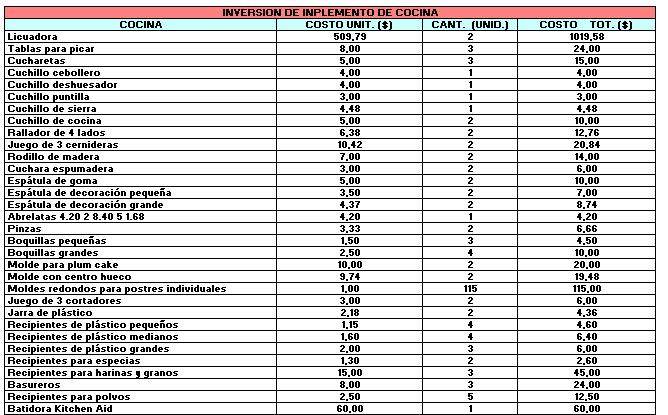 INVERSION DE INPLEMENTO DE COCINA
COCINA COSTO UNIT. ($) CANT. (UNID.) COSTO TOT. ($)
Licuadora 509,79 2 1019,58
Tablas para picar 8,00 3 24,00
Cucharetas 5,00 3 15,00
Cuchillo cebollero 4,00 1 4,00
Cuchillo deshuesador 4,00 1 4,00
Cuchillo puntilla 3,00 1 3,00
Cuchillo de sierra 4,48 1 4,48
Cuchillo de cocina 5,00 2 10,00
Rallador de 4 lados 6,38 2 12,76
Juego de 3 cernideras 10,42 2 20,84
Rodillo de madera 7,00 2 14,00
Cuchara espumadera 3,00 2 6,00
Espátula de goma 5,00 2 10,00
Espátula de decoración pequeña 3,50 2 7,00
Espátula de decoración grande 4,37 2 8,74
Abrelatas 4.20 2 8.40 5 1.68 4,20 1 4,20
Pinzas 3,33 2 6,66
Boquillas pequeñas 1,50 3 4,50
Boquillas grandes 2,50 4 10,00
Molde para plum cake 10,00 2 20,00
Molde con centro hueco 9,74 2 19,48
Moldes redondos para postres individuales 1,00 115 115,00
Juego de 3 cortadores 3,00 2 6,00
Jarra de plástico 2,18 2 4,36
Recipientes de plástico pequeños 1,15 4 4,60
Recipientes de plástico medianos 1,60 4 6,40
Recipientes de plástico grandes 2,00 3 6,00
Recipientes para especias 1,30 2 2,60
Recipientes para harinas y granos 15,00 3 45,00
Basureros 8,00 3 24,00
Recipientes para polvos 2,50 5 12,50
Batidora Kitchen Aid 60,00 1 60,00